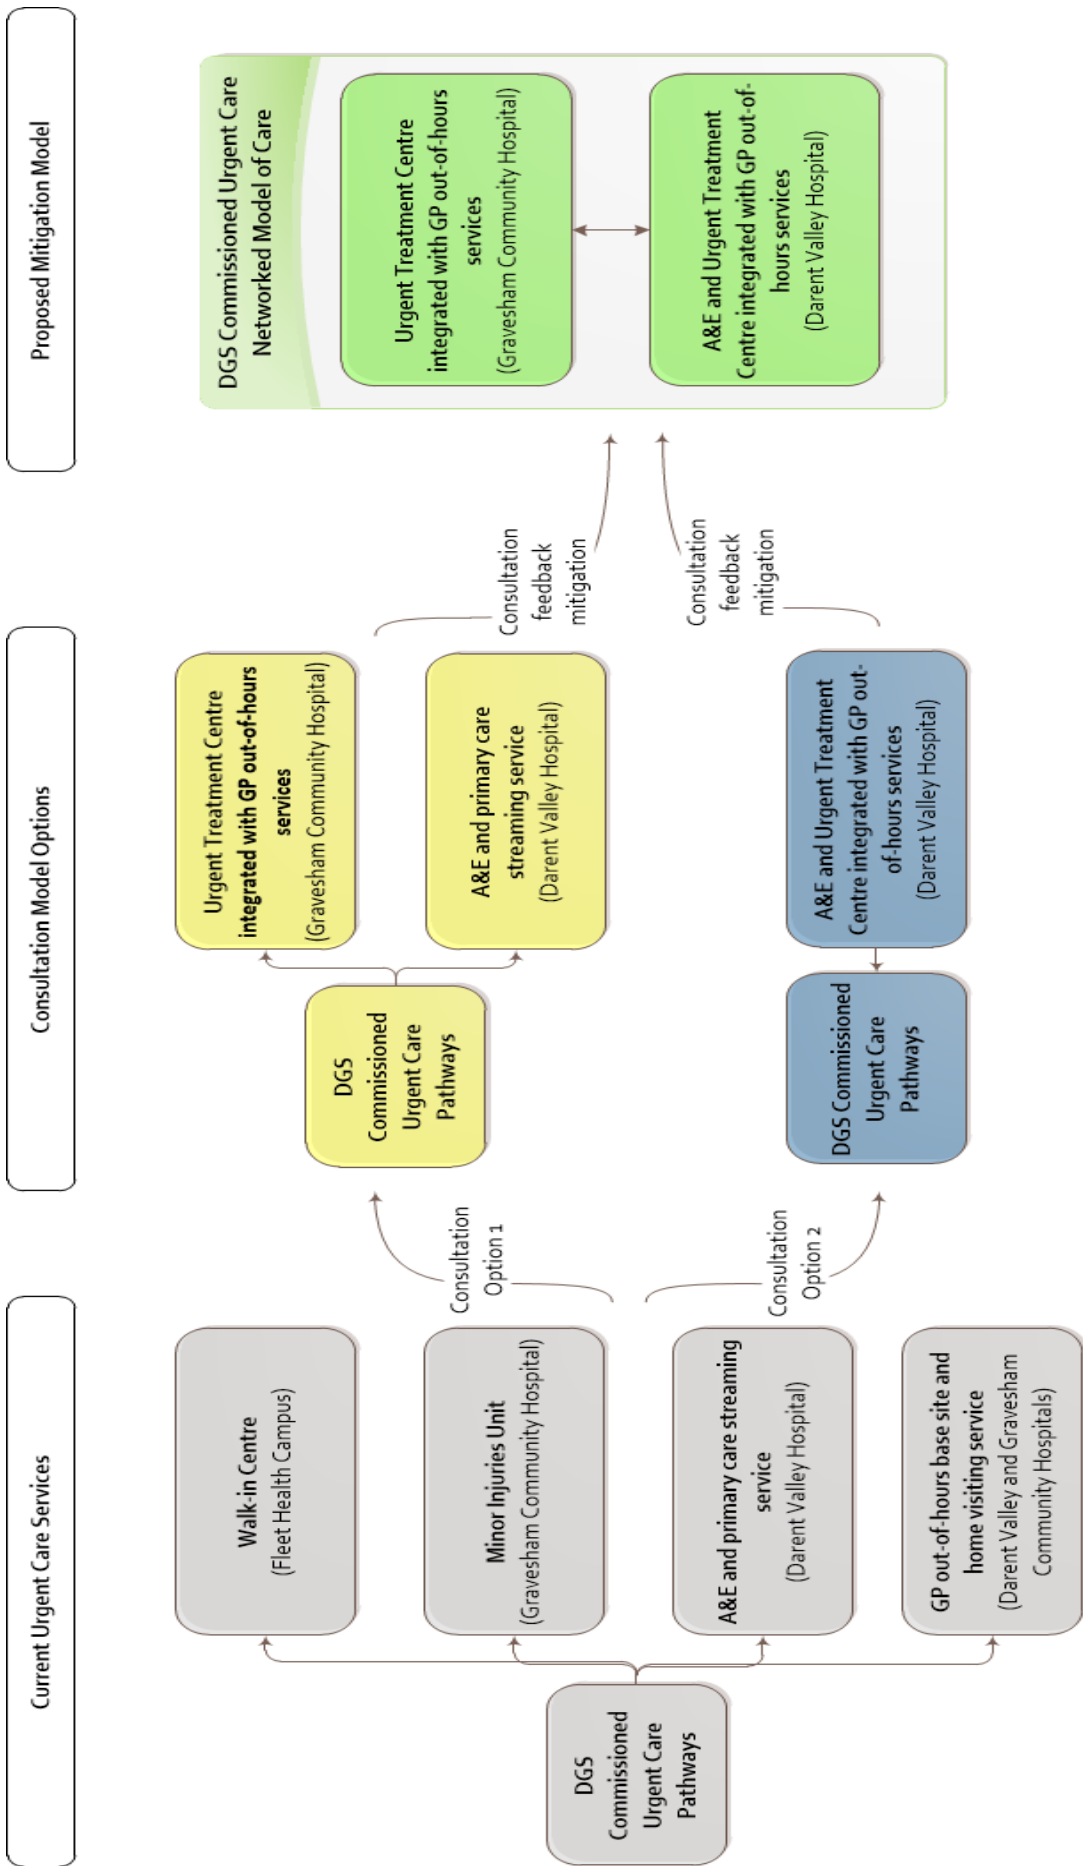 Current Urgent Care Services
Consultation Model Options
Proposed Mitigation Model
DGS
Commissioned
Urgent Care
Pathways
Walk-in Centre
(Fleet Health Campus)
Minor Injuries Unit
(Gravesham Community Hospital)
A&E and primary care streaming
service
(Darent Valley Hospital)
GP out-of-hours base site and
home visiting service
(Darent Valley and Gravesham
Community Hospitals)
Consultation
Option 1
Consultation
Option 2
DGS
Commissioned
Urgent Care
Pathways
Urgent Treatment Centre
integrated with GP out-of-hours
services
(Gravesham Community Hospital)
A&E and primary care
streaming service
(Darent Valley Hospital)
DGS Commissioned
Urgent Care
Pathways
A&E and Urgent Treatment
Centre integrated with GP out-
of-hours services
(Darent Valley Hospital)
Consultation
feedback
mitigation
Consultation
feedback
mitigation
DGS Commissioned Urgent Care
Networked Model of Care
Urgent Treatment Centre
integrated with GP out-of-hours
services
(Gravesham Community Hospital)
A&E and Urgent Treatment
Centre integrated with GP out-of-
hours services
(Darent Valley Hospital)